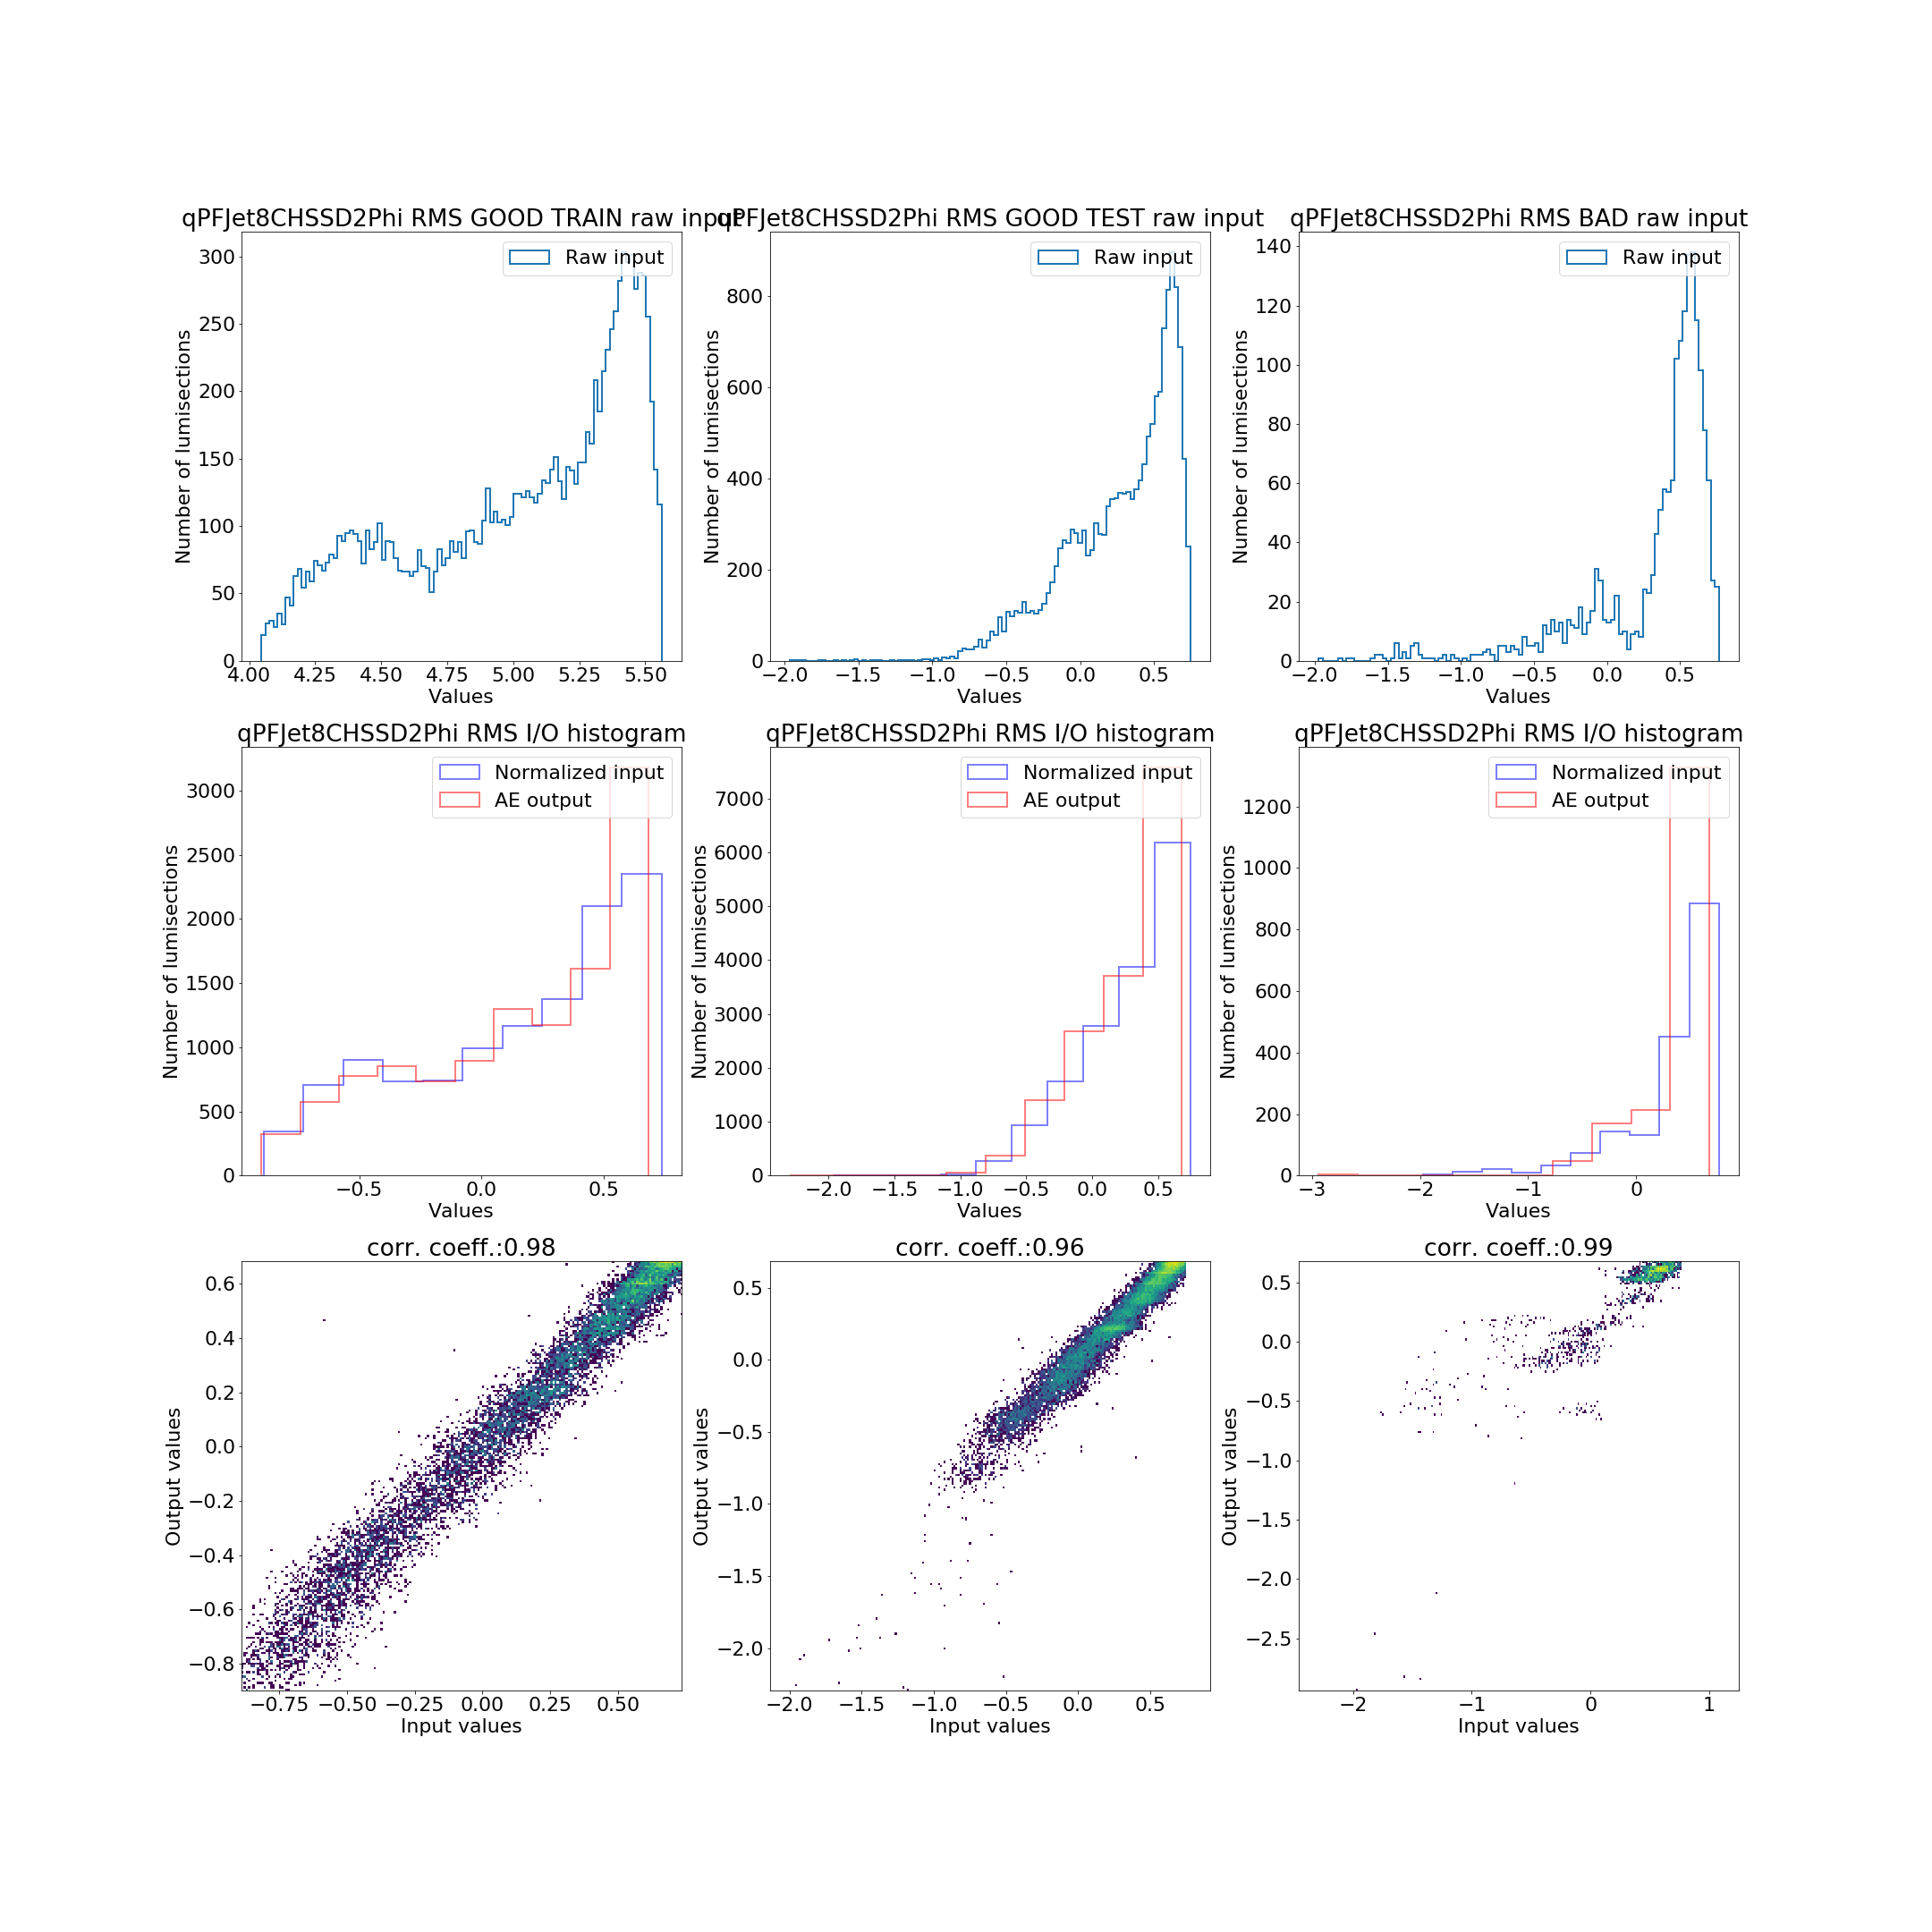 qPFJet8CHSSD2Phi RMS GOOD TRAIN raw input
Raw input
300
250
200
150
100
50
0
4.00 4.25 4.50 4.75 5.00 5.25 5.50
Number of lumisections
Values
qPFJet8CHSSD2Phi RMS GOOD TEST raw input
Raw input
800
600
400
200
0
−2.0 −1.5 −1.0 −0.5 0.0 0.5
Number of lumisections
Values
qPFJet8CHSSD2Phi RMS BAD raw input
Raw input
140
120
100
80
60
40
20
0
−2.0 −1.5 −1.0 −0.5 0.0 0.5
Number of lumisections
Values
qPFJet8CHSSD2Phi RMS I/O histogram
Normalized input
AE output
3000
2500
2000
1500
1000
500
0
−0.5 0.0 0.5
Number of lumisections
Values
qPFJet8CHSSD2Phi RMS I/O histogram
Normalized input
AE output
7000
6000
5000
4000
3000
2000
1000
0
−2.0 −1.5 −1.0 −0.5 0.0 0.5
Number of lumisections
Values
qPFJet8CHSSD2Phi RMS I/O histogram
Normalized input
AE output
1200
1000
800
600
400
200
0
−3 −2 −1 0
Number of lumisections
Values
corr. coeff.:0.98
0.6
0.4
0.2
0.0
−0.2
−0.4
−0.6
−0.8
−0.75 −0.50 −0.25 0.00 0.25 0.50
Output values
Input values
corr. coeff.:0.96
0.5
0.0
−0.5
−1.0
−1.5
−2.0
−2.0 −1.5 −1.0 −0.5 0.0 0.5
Output values
Input values
corr. coeff.:0.99
0.5
0.0
−0.5
−1.0
−1.5
−2.0
−2.5
−2 −1 0 1
Output values
Input values